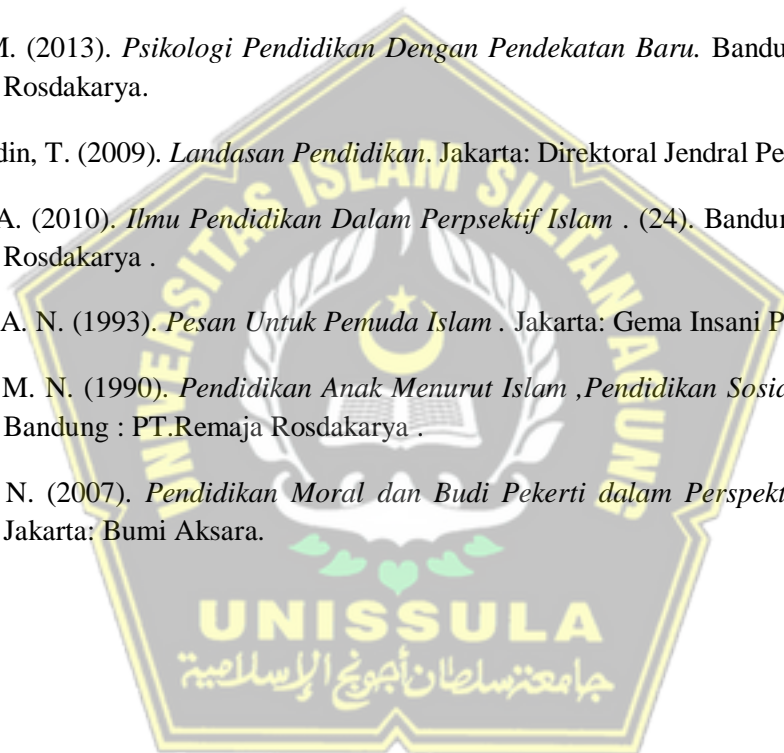 M. (2013). Psikologi Pendidikan Dengan Pendekatan Baru. Bandu
Rosdakarya.
din, T. (2009). Landasan Pendidikan. Jakarta: Direktoral Jendral Pe
A. (2010). Ilmu Pendidikan Dalam Perpsektif Islam . (24). Bandun
Rosdakarya .
A. N. (1993). Pesan Untuk Pemuda Islam . Jakarta: Gema Insani P
M. N. (1990). Pendidikan Anak Menurut Islam ,Pendidikan Sosia
Bandung : PT.Remaja Rosdakarya .
N. (2007). Pendidikan Moral dan Budi Pekerti dalam Perspekt
Jakarta: Bumi Aksara.
UNIVERSITAS ISLAM SULTAN AGUNG
UNISSULA
جامعة سلطان أجونج الإسلامية